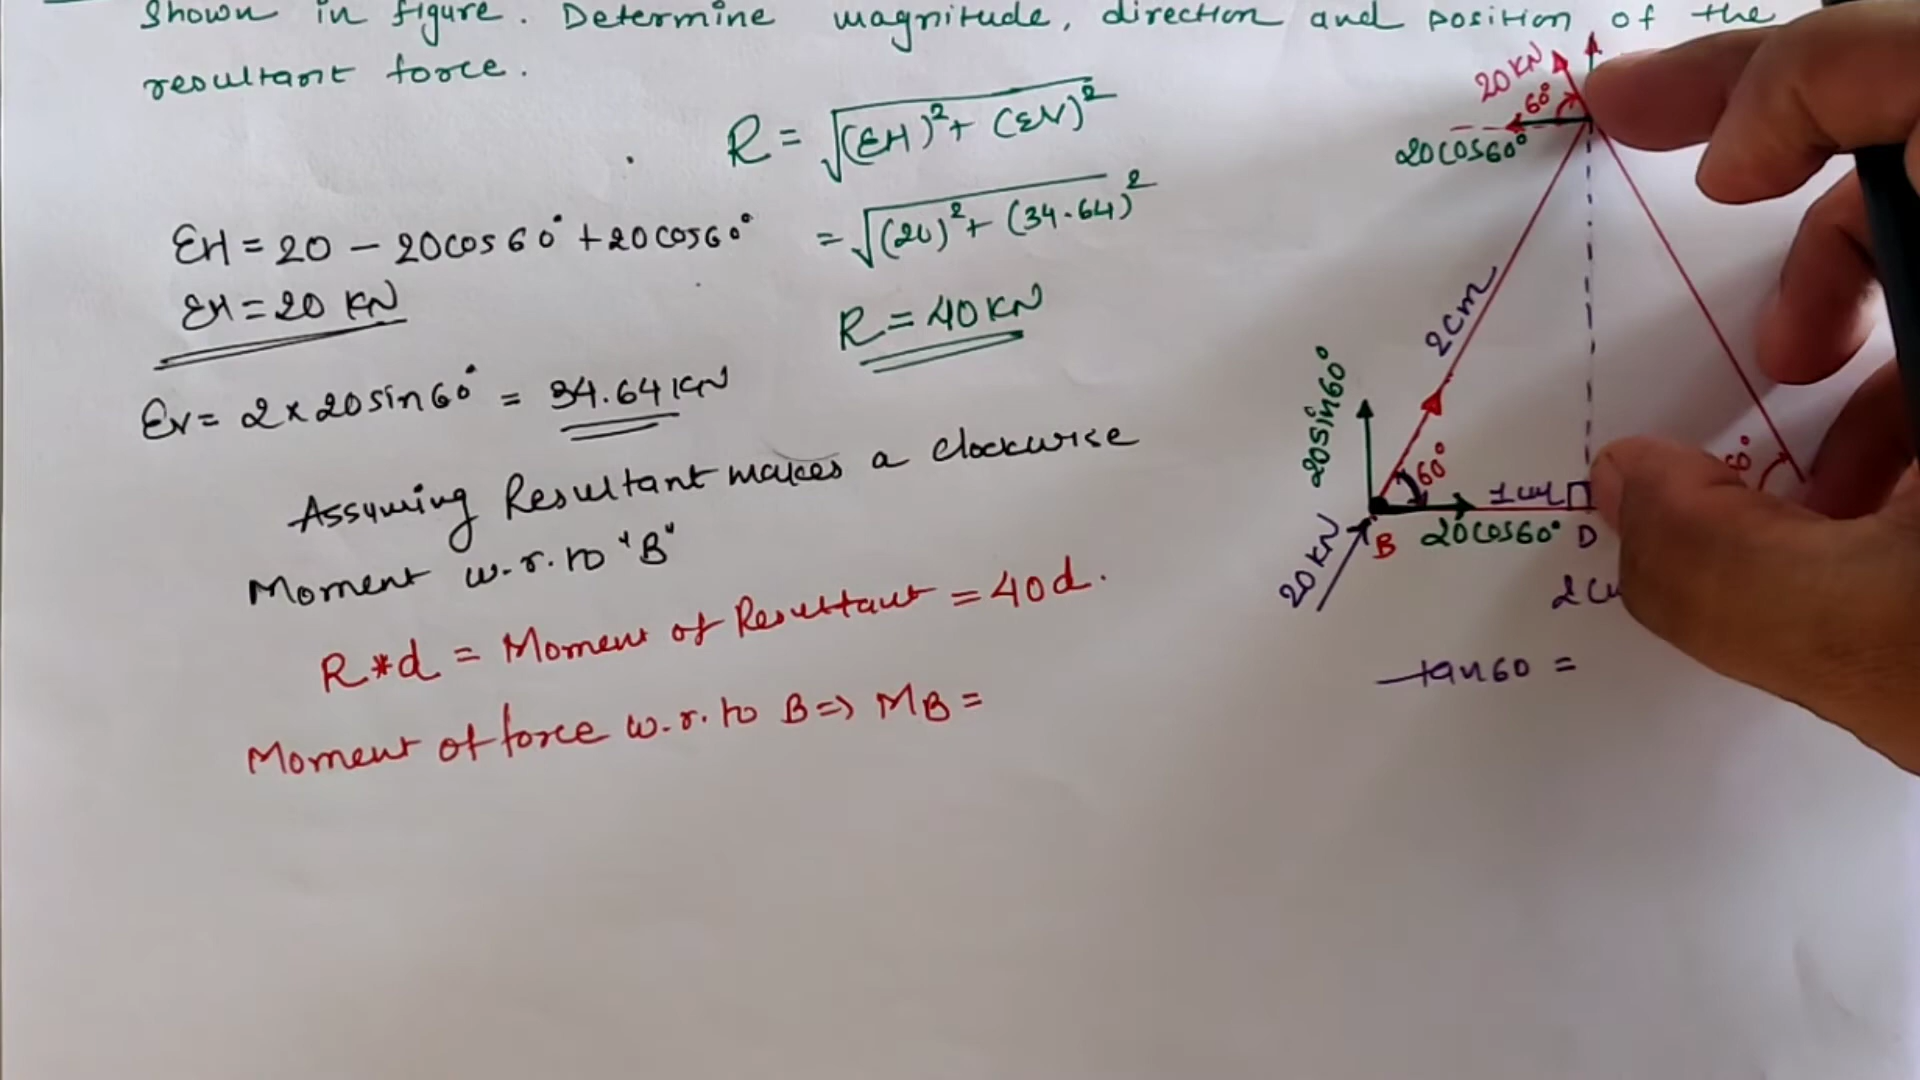 Shown in figure. Determine magnitude, direction and position of the
resultant force.
R = √(ΣH)² + (ΣV)²
= √(20)² + (34.64)²
R = 40 KN
ΣH = 20 - 20cos60° + 20cos60°
ΣH = 20 KN
ΣV = 2 × 20sin60° = 34.64 KN
Assuming Resultant makes a clockwise
Moment w.r.to "B"
R*d = Moment of Resultant = 40d.
Moment of force w.r.to B => MB =
20 KN
60°
20cos60°
2cm
20sin60°
60°
1cm
20 KN
B
20cos60°
D
tan60 =